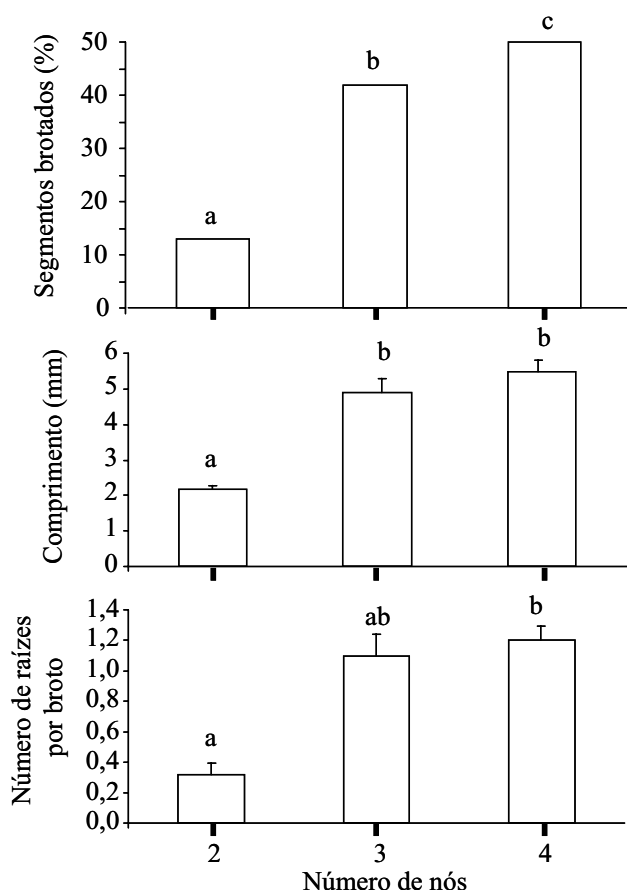 Segmentos brotados (%)
50
40
30
20
10
0
a
b
c
Comprimento (mm)
6
5
4
3
2
1
0
a
b
b
Número de raízes
por broto
1,4
1,2
1,0
0,8
0,6
0,4
0,2
0,0
a
ab
b
2
3
4
Número de nós